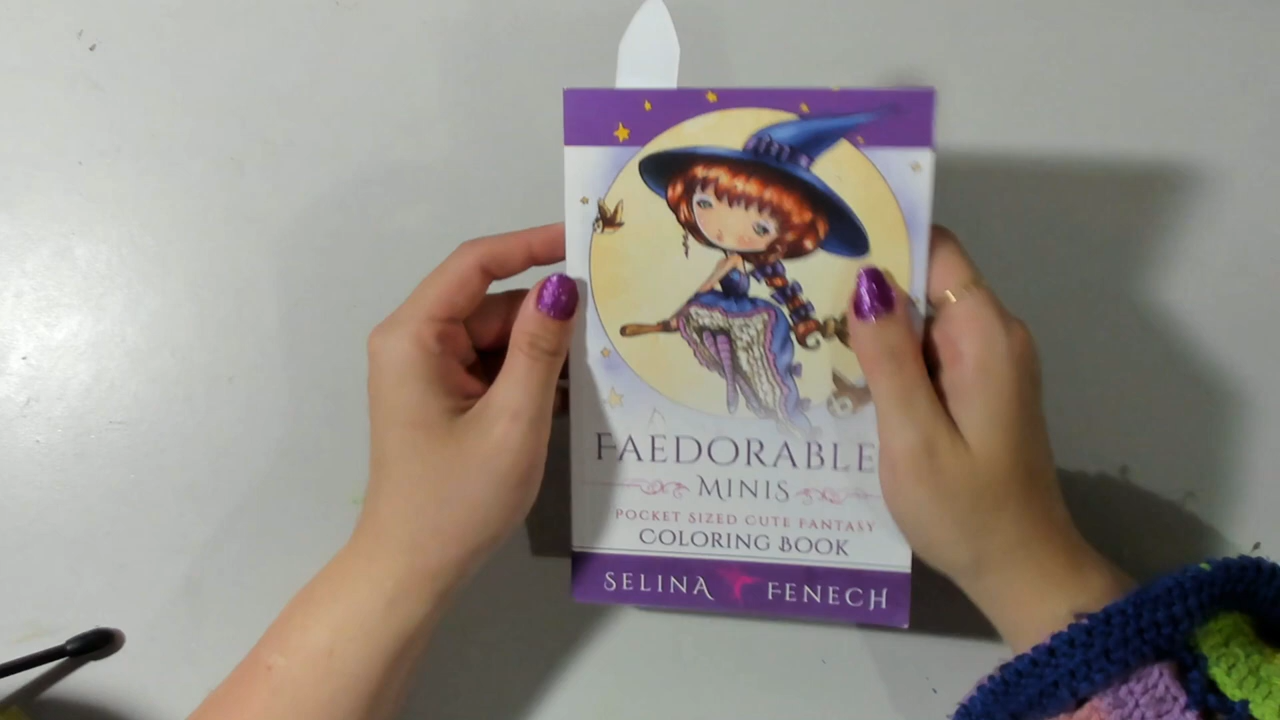 FAEDORABLE
MINIS
POCKET SIZED CUTE FANTASY
COLORING BOOK
SELINA FENECH